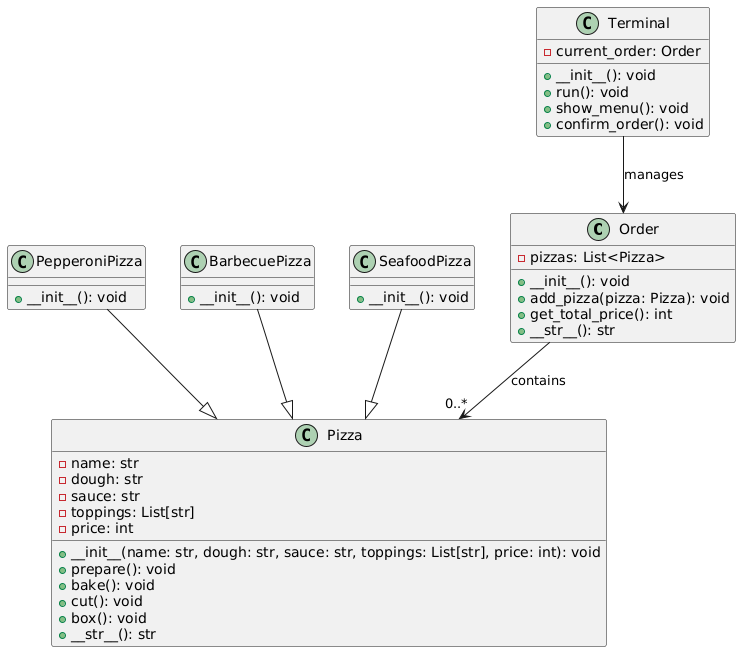 C Terminal
current_order: Order
__init__(): void
run(): void
show_menu(): void
confirm_order(): void
manages
C PepperoniPizza
__init__(): void
C BarbecuePizza
__init__(): void
C SeafoodPizza
__init__(): void
C Order
pizzas: List<Pizza>
__init__(): void
add_pizza(pizza: Pizza): void
get_total_price(): int
__str__(): str
contains
0..*
C Pizza
name: str
dough: str
sauce: str
toppings: List[str]
price: int
__init__(name: str, dough: str, sauce: str, toppings: List[str], price: int): void
prepare(): void
bake(): void
cut(): void
box(): void
__str__(): str